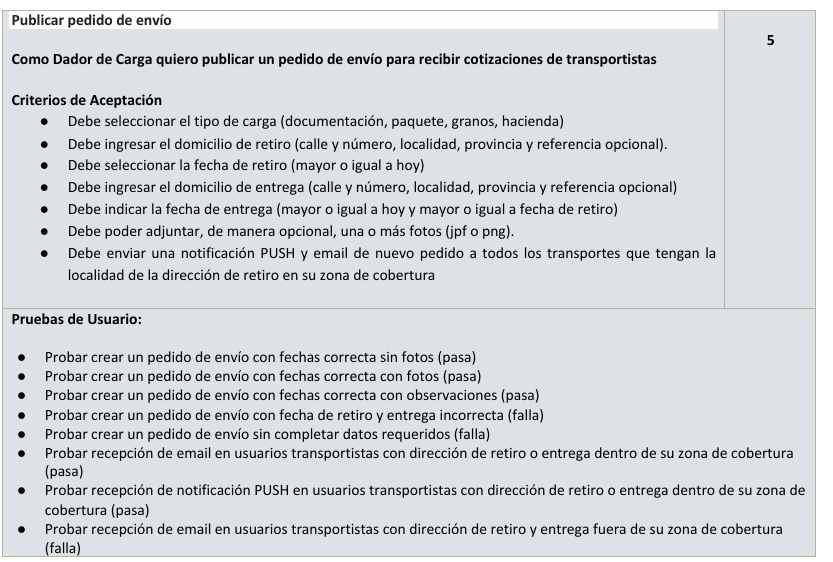 Publicar pedido de envío
5
Como Dador de Carga quiero publicar un pedido de envío para recibir cotizaciones de transportistas
Criterios de Aceptación
● Debe seleccionar el tipo de carga (documentación, paquete, granos, hacienda)
● Debe ingresar el domicilio de retiro (calle y número, localidad, provincia y referencia opcional).
● Debe seleccionar la fecha de retiro (mayor o igual a hoy)
● Debe ingresar el domicilio de entrega (calle y número, localidad, provincia y referencia opcional)
● Debe indicar la fecha de entrega (mayor o igual a hoy y mayor o igual a fecha de retiro)
● Debe poder adjuntar, de manera opcional, una o más fotos (jpf o png).
● Debe enviar una notificación PUSH y email de nuevo pedido a todos los transportes que tengan la
localidad de la dirección de retiro en su zona de cobertura
Pruebas de Usuario:
● Probar crear un pedido de envío con fechas correcta sin fotos (pasa)
● Probar crear un pedido de envío con fechas correcta con fotos (pasa)
● Probar crear un pedido de envío con fechas correcta con observaciones (pasa)
● Probar crear un pedido de envío con fecha de retiro y entrega incorrecta (falla)
● Probar crear un pedido de envío sin completar datos requeridos (falla)
● Probar recepción de email en usuarios transportistas con dirección de retiro o entrega dentro de su zona de cobertura
(pasa)
● Probar recepción de notificación PUSH en usuarios transportistas con dirección de retiro o entrega dentro de su zona de
cobertura (pasa)
● Probar recepción de email en usuarios transportistas con dirección de retiro y entrega fuera de su zona de cobertura
(falla)